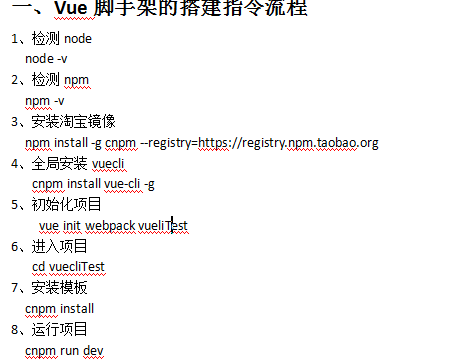 一、Vue 脚手架的搭建指令流程
1、检测 node
node -v
2、检测 npm
npm -v
3、安装淘宝镜像
npm install -g cnpm --registry=https://registry.npm.taobao.org
4、全局安装 vuecli
cnpm install vue-cli -g
5、初始化项目
vue init webpack vueliTest
6、进入项目
cd vuecliTest
7、安装模板
cnpm install
8、运行项目
cnpm run dev